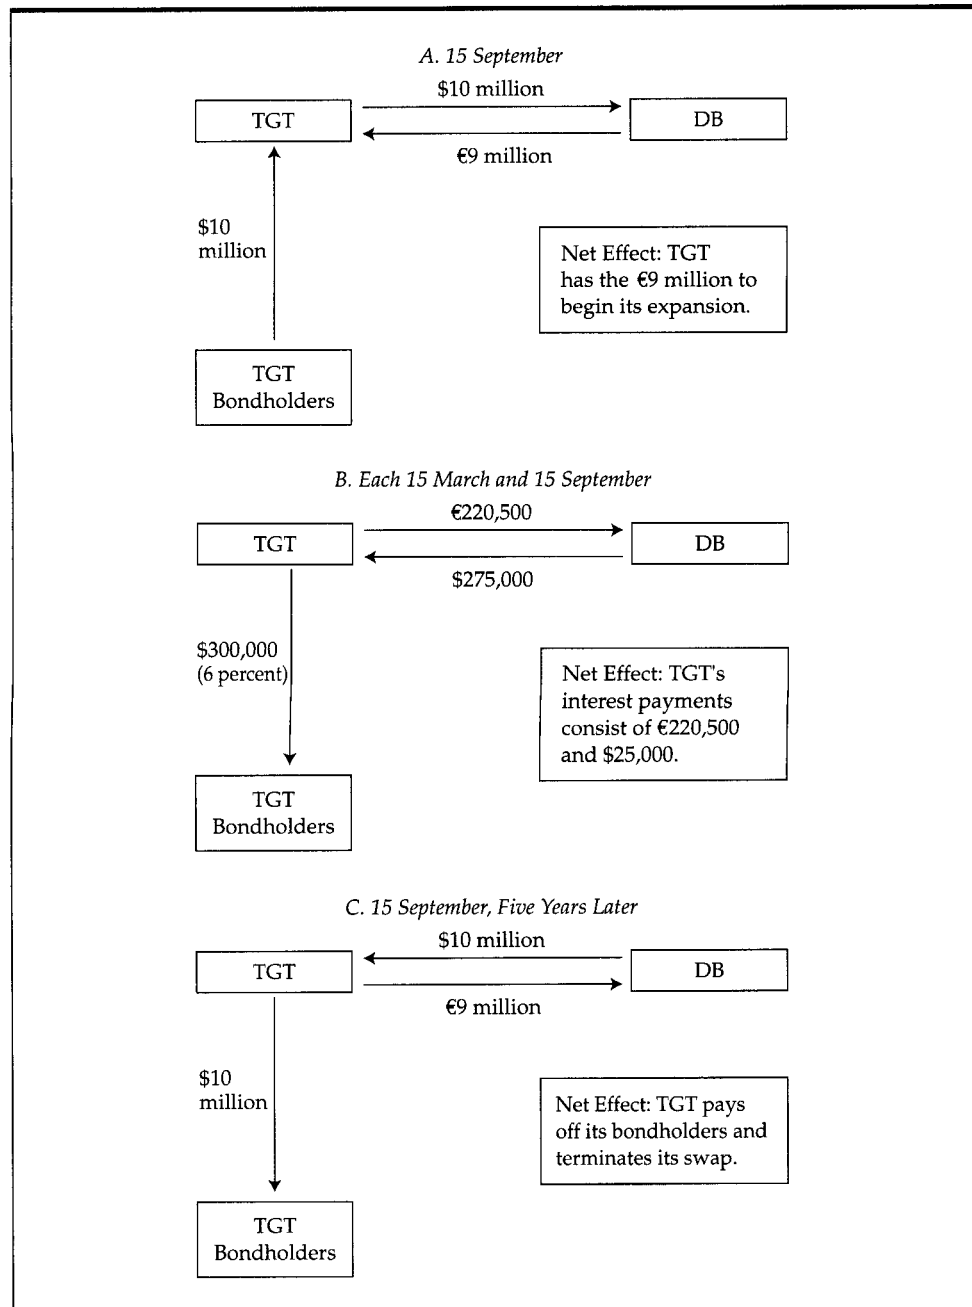 A. 15 September
$10 million
TGT
DB
€9 million
$10
million
Net Effect: TGT
has the €9 million to
begin its expansion.
TGT
Bondholders
B. Each 15 March and 15 September
€220,500
TGT
DB
$275,000
$300,000
(6 percent)
Net Effect: TGT's
interest payments
consist of €220,500
and $25,000.
TGT
Bondholders
C. 15 September, Five Years Later
$10 million
TGT
DB
€9 million
$10
million
Net Effect: TGT pays
off its bondholders and
terminates its swap.
TGT
Bondholders